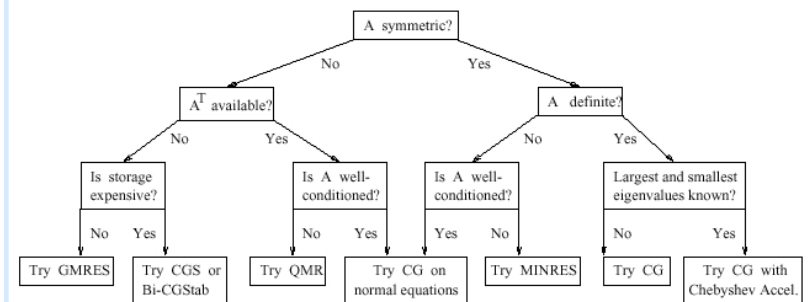 A symmetric?
No
Yes
A^T available?
A definite?
No
Yes
No
Yes
Is storage
expensive?
Is A well-
conditioned?
Is A well-
conditioned?
Largest and smallest
eigenvalues known?
No
Yes
No
Yes
Yes
No
No
Yes
Try GMRES
Try CGS or
Bi-CGStab
Try QMR
Try CG on
normal equations
Try MINRES
Try CG
Try CG with
Chebyshev Accel.